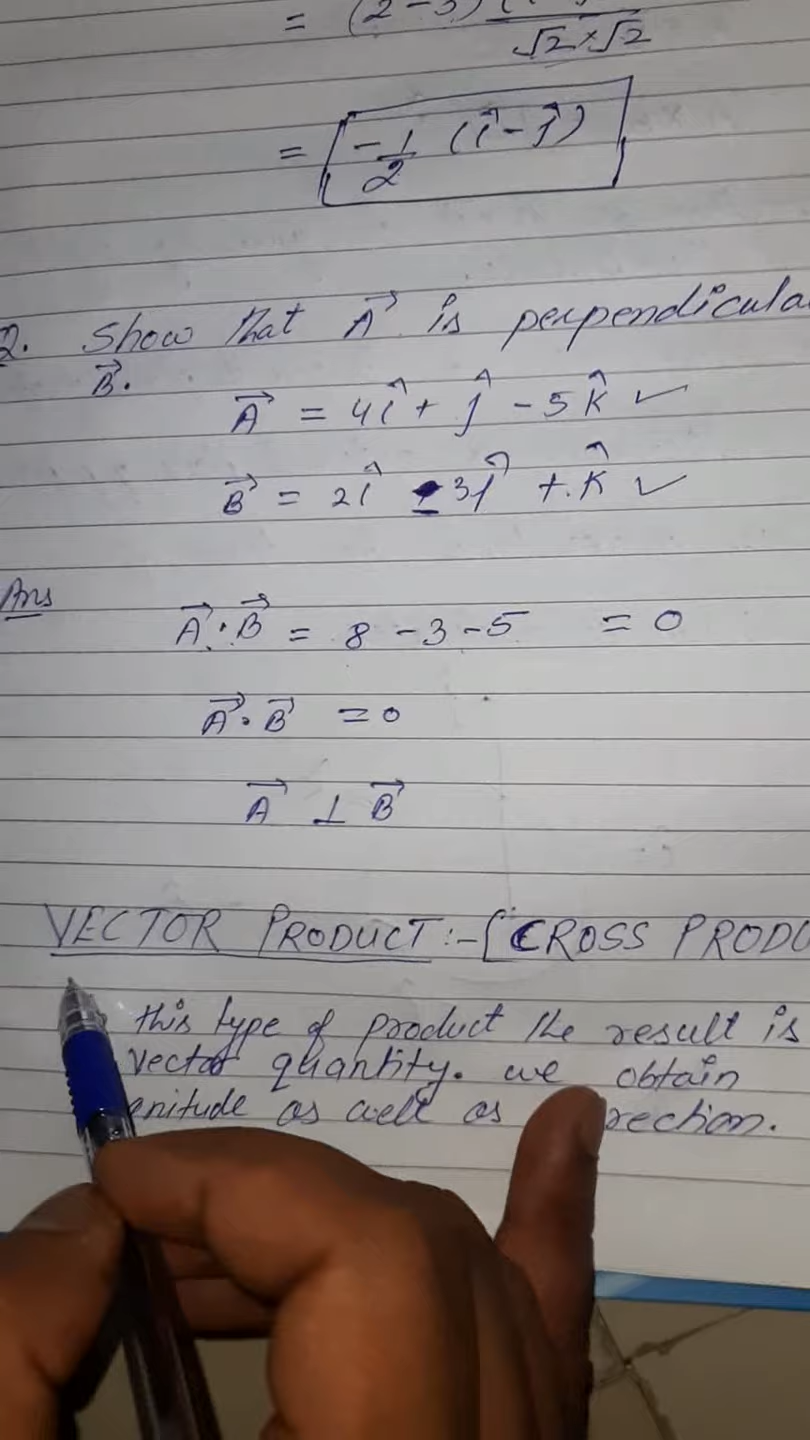 = (2-3)
√2×√2
= -1/2 (î-ĵ)
2. Show that A⃗ is perpendicula
B⃗.
A⃗ = 4î + ĵ - 5k̂ ✓
B⃗ = 2î - 3ĵ +.k̂ ✓
Ans
A⃗.B⃗ = 8 -3 -5 = 0
A⃗.B⃗ = 0
A⃗ ⊥ B⃗
VECTOR PRODUCT :- [CROSS PRODU
this type of product the result is
vector quantity. we obtain
nitude as well as rection.